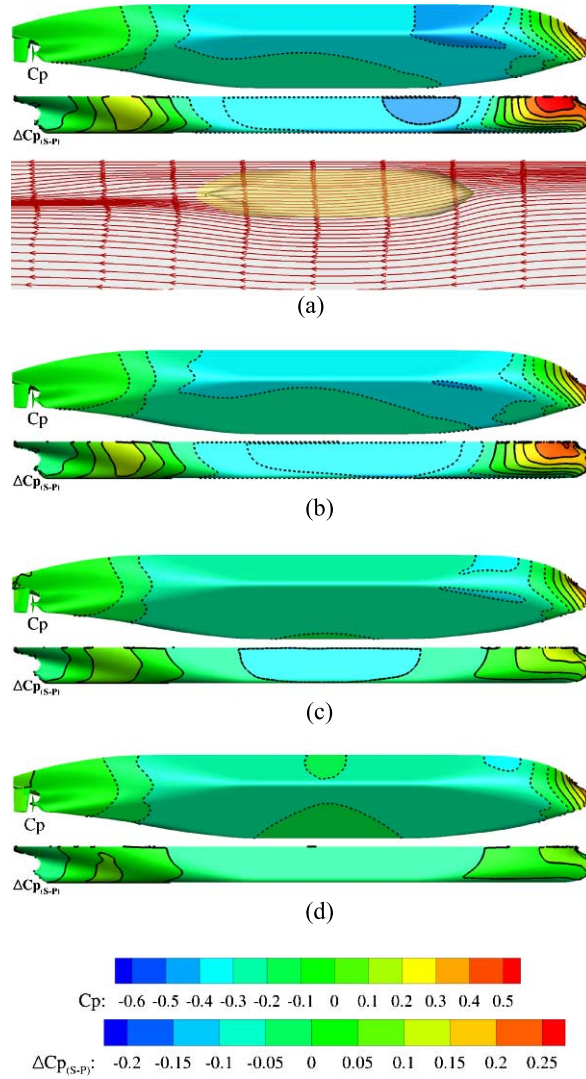 Cp
ΔCp(S-P)
(a)
Cp
ΔCp(S-P)
(b)
Cp
ΔCp(S-P)
(c)
Cp
ΔCp(S-P)
(d)
Cp: -0.6 -0.5 -0.4 -0.3 -0.2 -0.1 0 0.1 0.2 0.3 0.4 0.5
ΔCp(S-P): -0.2 -0.15 -0.1 -0.05 0 0.05 0.1 0.15 0.2 0.25